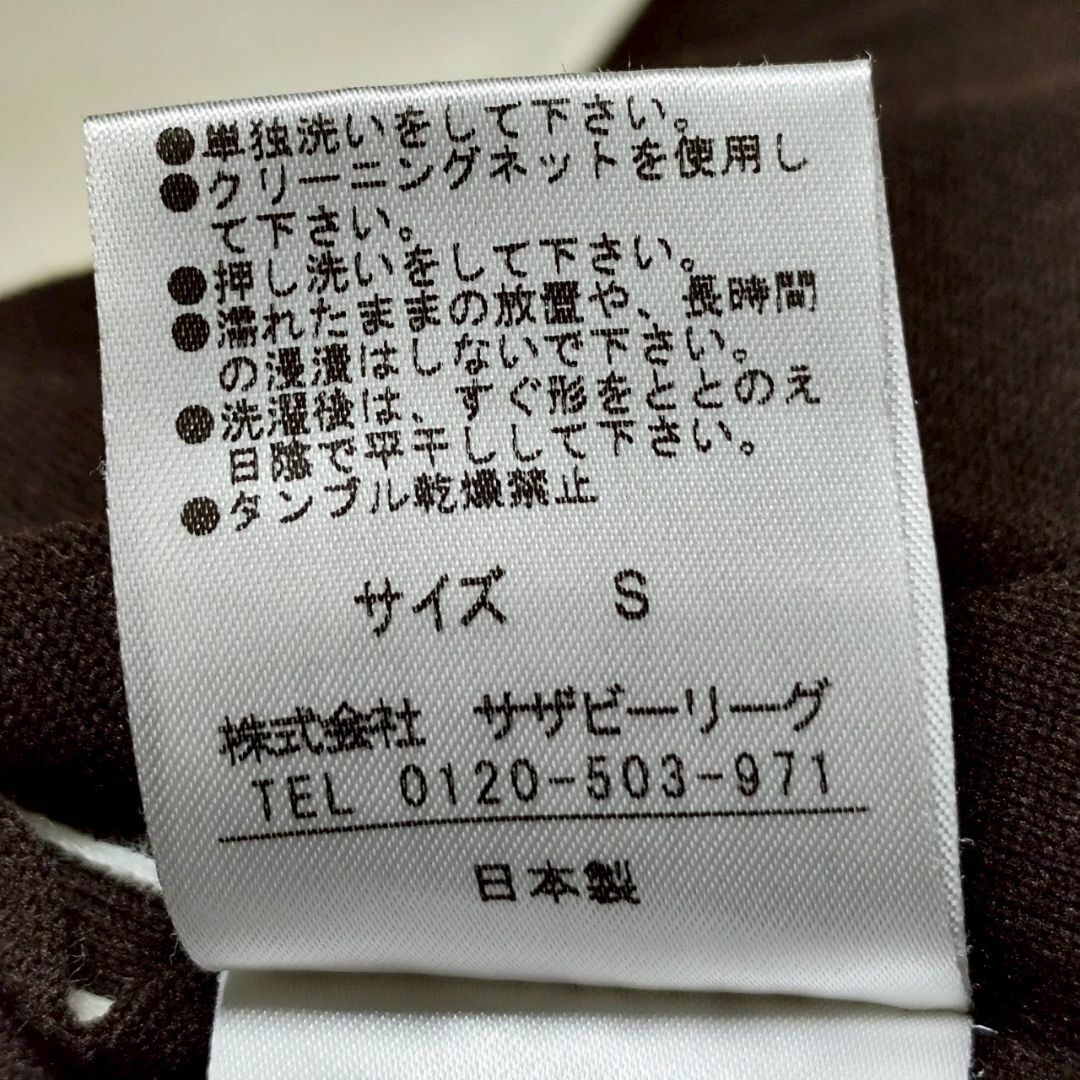 ●単独洗いをして下さい。
●クリーニングネットを使用し
て下さい。
●押し洗いをして下さい。
●濡れたままの放置や、長時間
の浸漬はしないで下さい。
●洗濯後は、すぐ形をととのえ
日陰で平干しして下さい。
●タンブル乾燥禁止
サイズ S
株式会社 サザビーリーグ
TEL 0120-503-971
日本製